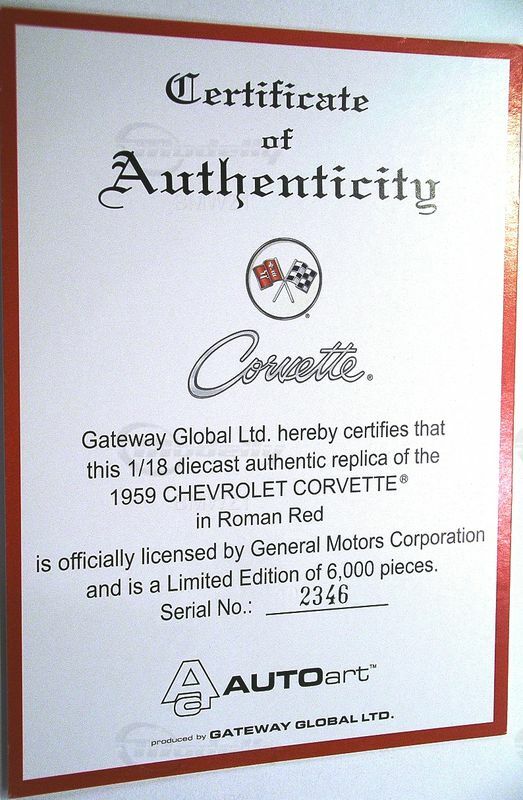 Certificate
of
Authenticity
Corvette®
Gateway Global Ltd. hereby certifies that
this 1/18 diecast authentic replica of the
1959 CHEVROLET CORVETTE®
in Roman Red
is officially licensed by General Motors Corporation
and is a Limited Edition of 6,000 pieces.
Serial No.: 2346
Aa AUTOart™
produced by GATEWAY GLOBAL LTD.